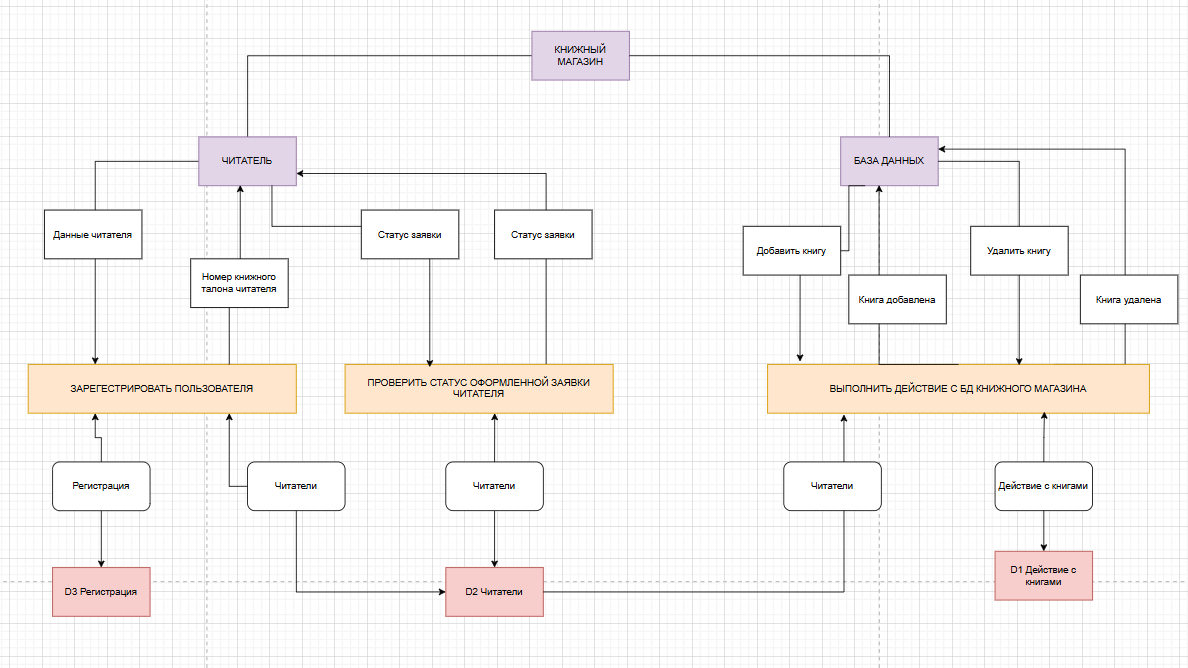 КНИЖНЫЙ
МАГАЗИН
ЧИТАТЕЛЬ
БАЗА ДАННЫХ
Данные читателя
Статус заявки
Статус заявки
Добавить книгу
Удалить книгу
Номер книжного
талона читателя
Книга добавлена
Книга удалена
ЗАРЕГЕСТРИРОВАТЬ ПОЛЬЗОВАТЕЛЯ
ПРОВЕРИТЬ СТАТУС ОФОРМЛЕННОЙ ЗАЯВКИ
ЧИТАТЕЛЯ
ВЫПОЛНИТЬ ДЕЙСТВИЕ С БД КНИЖНОГО МАГАЗИНА
Регистрация
Читатели
Читатели
Читатели
Действие с книгами
D3 Регистрация
D2 Читатели
D1 Действие с
книгами